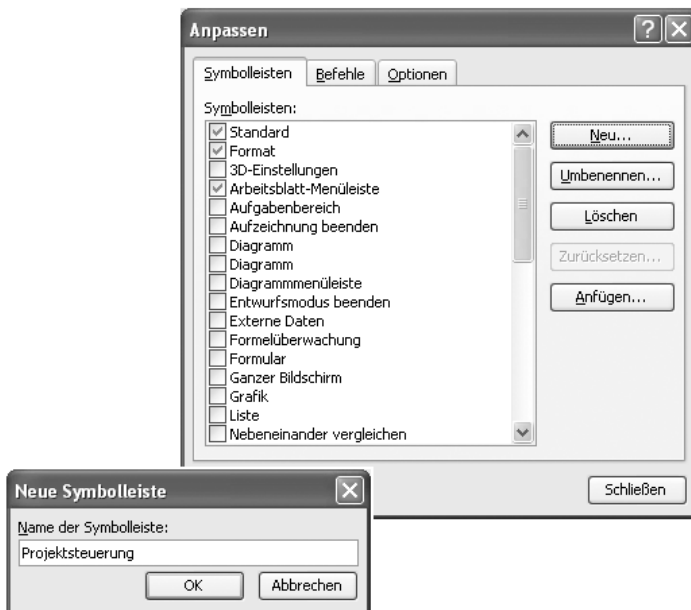 Anpassen
Symbolleisten Befehle Optionen
Symbolleisten:
Standard
Format
3D-Einstellungen
Arbeitsblatt-Menüleiste
Aufgabenbereich
Aufzeichnung beenden
Diagramm
Diagramm
Diagrammmenüleiste
Entwurfsmodus beenden
Externe Daten
Formelüberwachung
Formular
Ganzer Bildschirm
Grafik
Liste
Nebeneinander vergleichen
Neu...
Umbenennen...
Löschen
Zurücksetzen...
Anfügen...
Schließen
Neue Symbolleiste
Name der Symbolleiste:
Projektsteuerung
OK Abbrechen